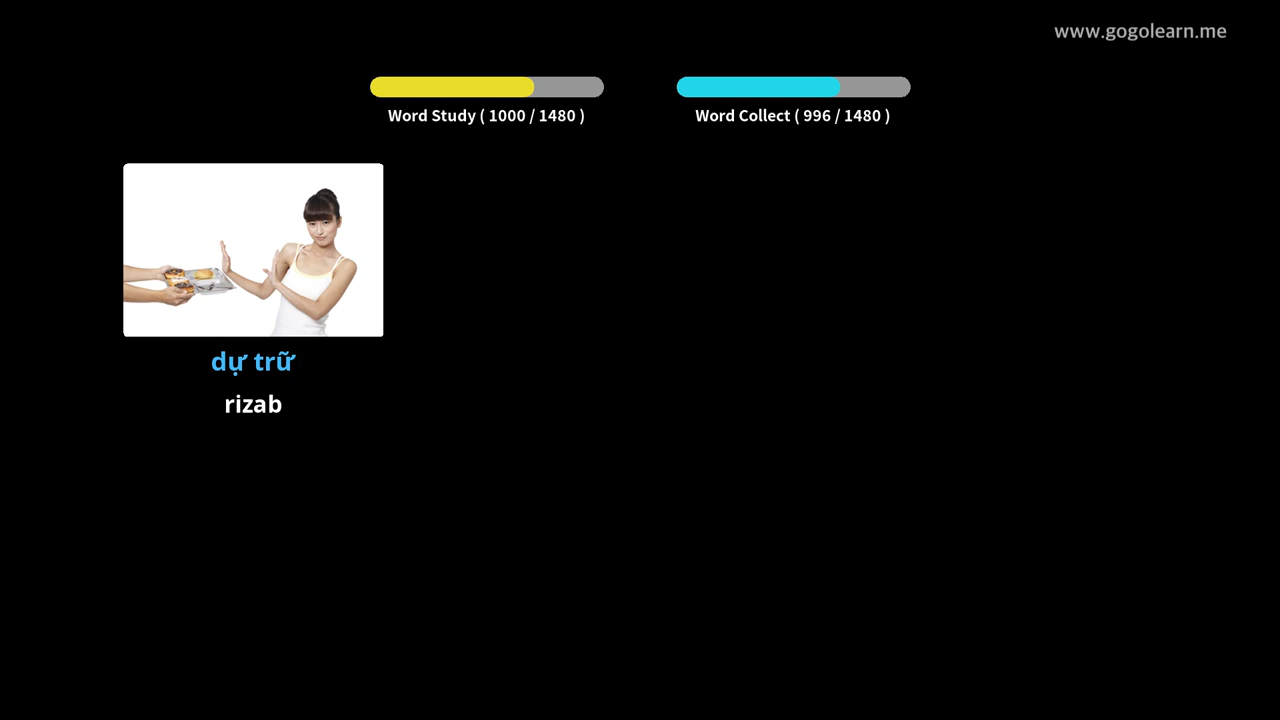 www.gogolearn.me
Word Study ( 1000 / 1480 )
Word Collect ( 996 / 1480 )
dự trữ
rizab